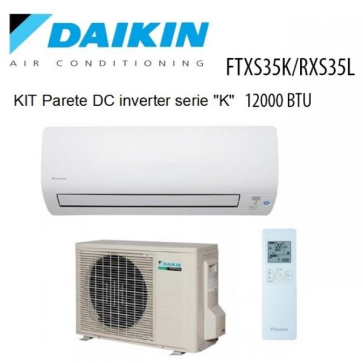 DAIKIN
AIR CONDITIONING
FTXS35K/RXS35L
KIT Parete DC inverter serie "K" 12000 BTU
DAIKIN